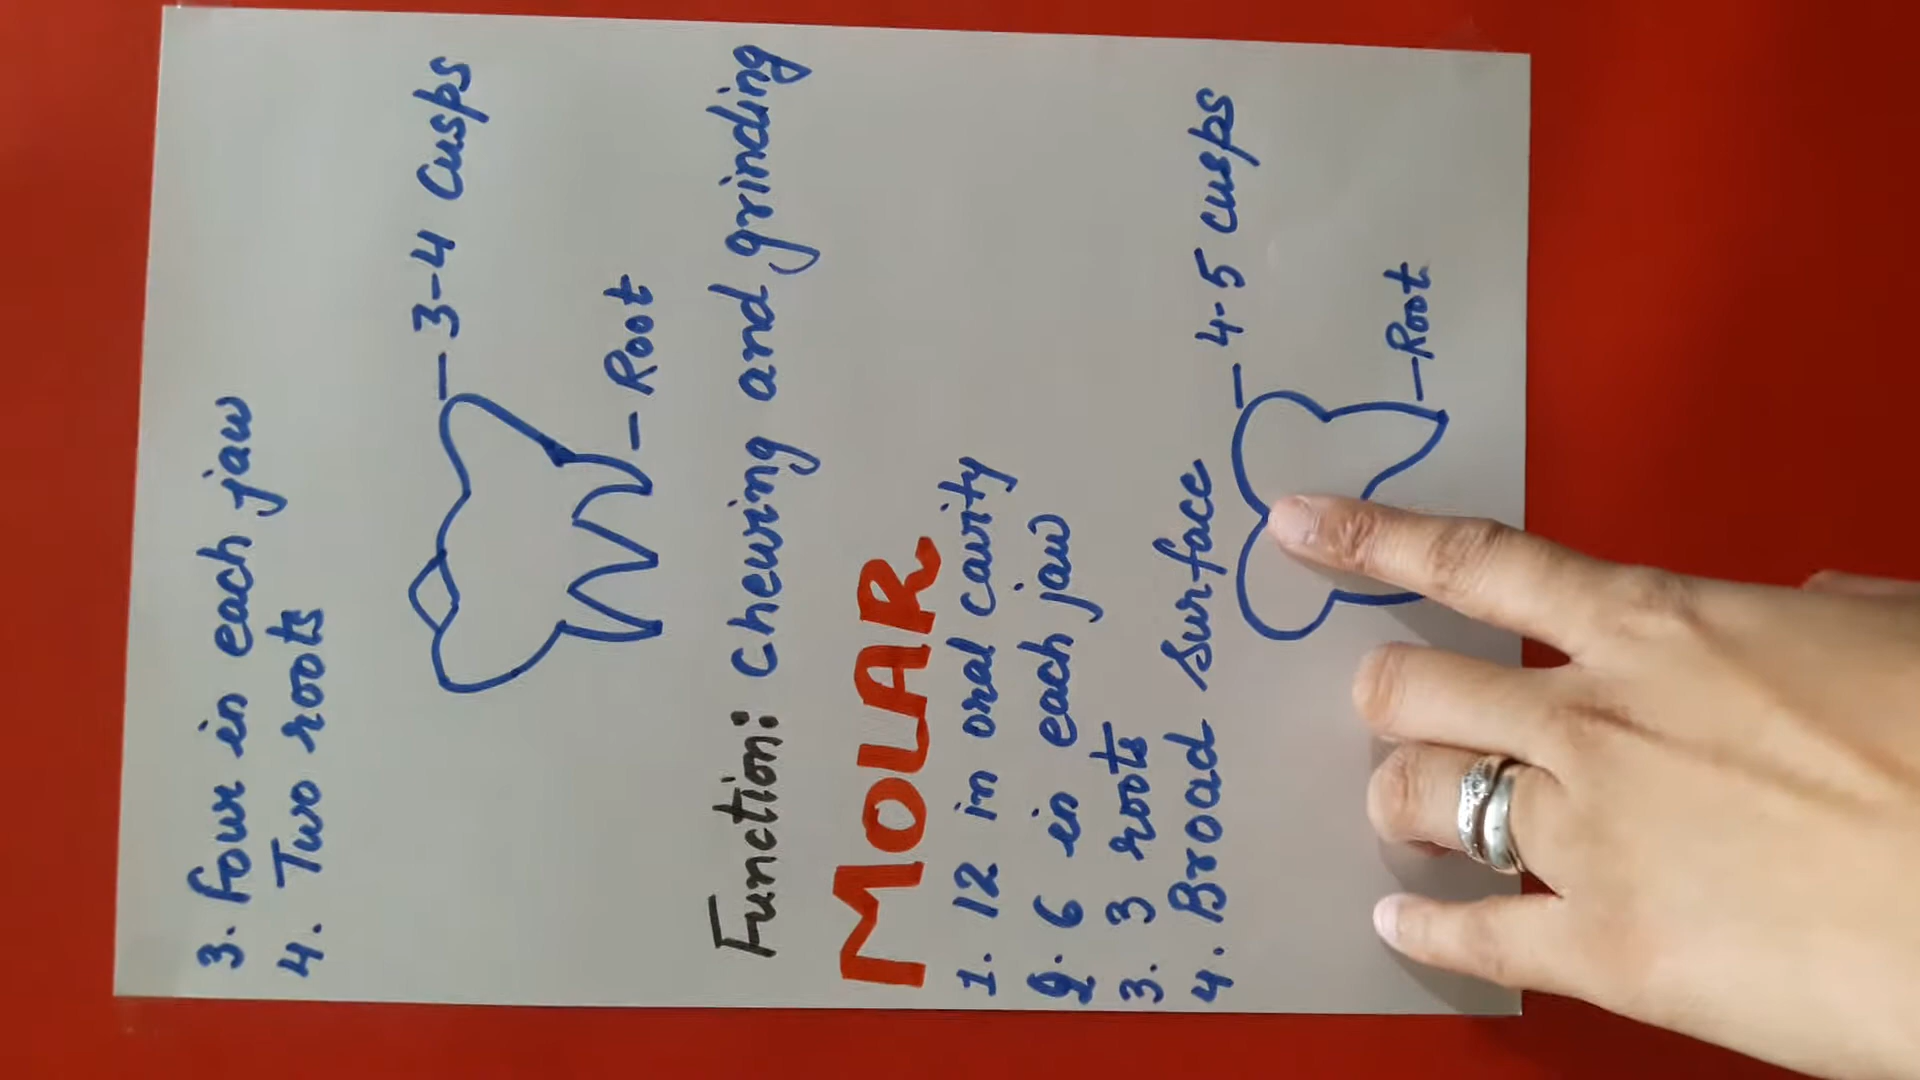 3. Four in each jaw
4. Two roots
3-4 Cusps
Root
Function: Chewing and grinding
MOLAR
1. 12 in oral cavity
2. 6 in each jaw
3. 3 roots
4. Broad surface
4-5 cusps
Root